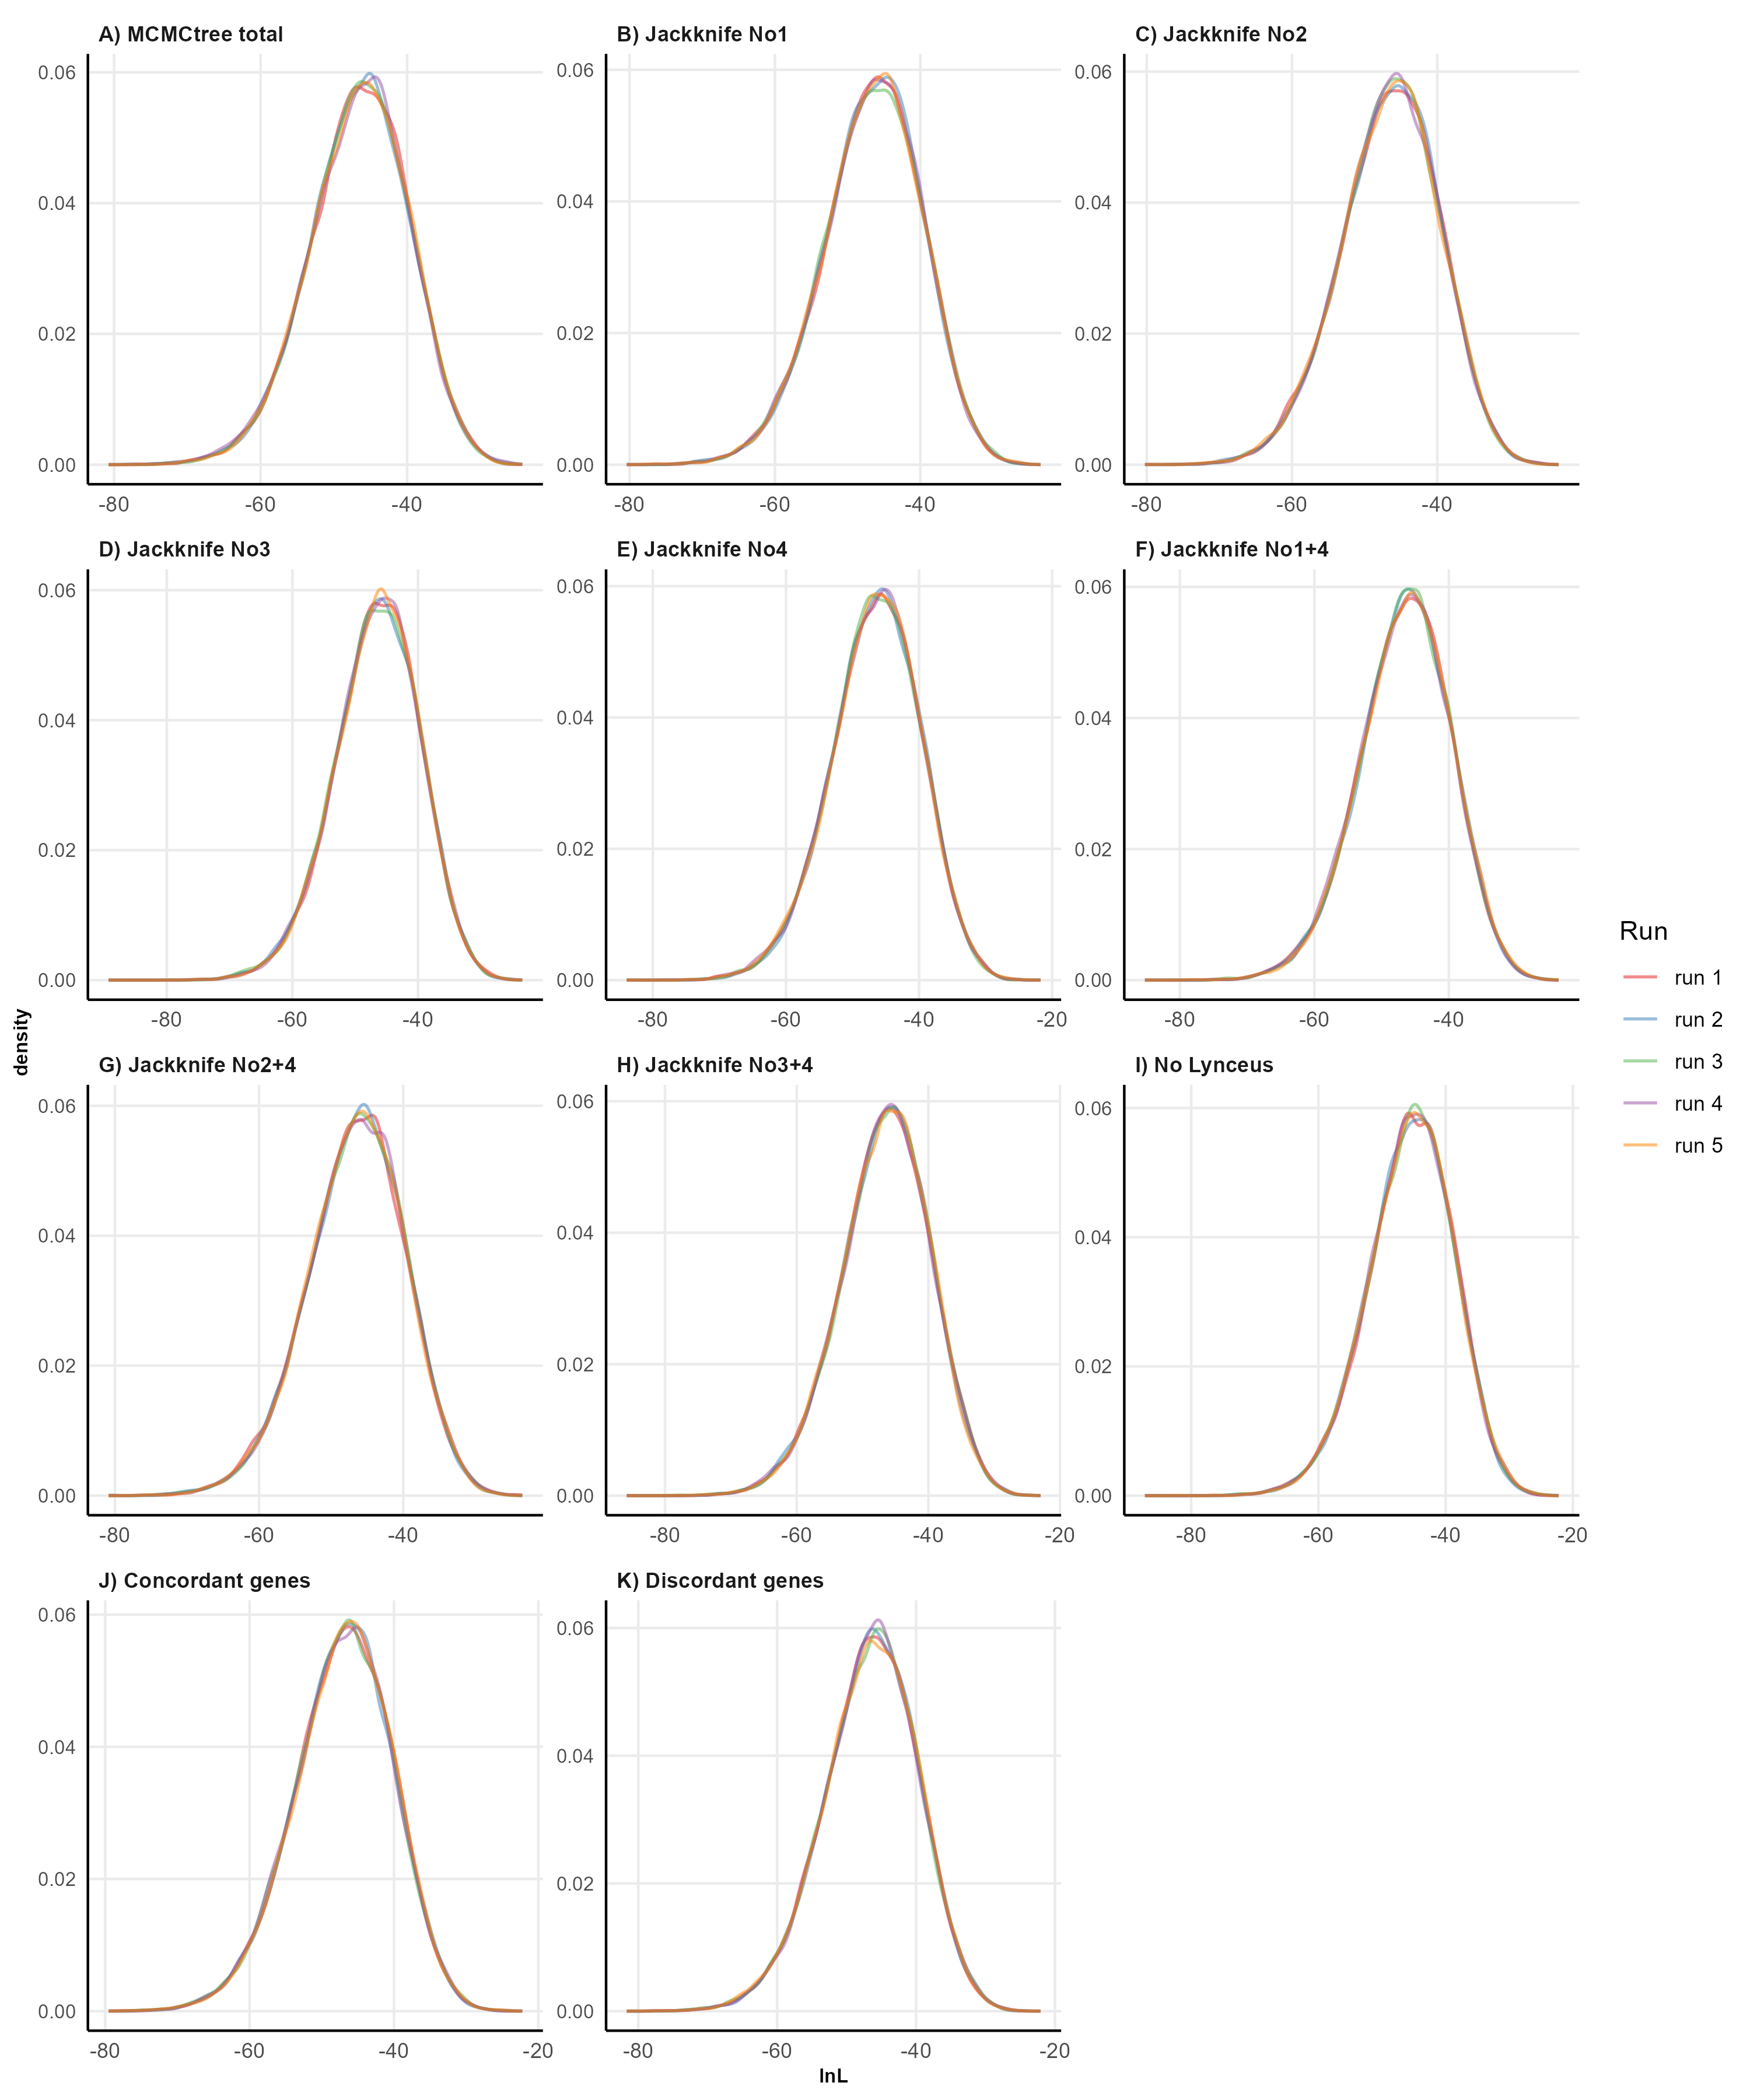 A) MCMCtree total
0.06
0.04
0.02
0.00
-80 -60 -40
B) Jackknife No1
0.06
0.04
0.02
0.00
-80 -60 -40
C) Jackknife No2
0.06
0.04
0.02
0.00
-80 -60 -40
D) Jackknife No3
0.06
0.04
0.02
0.00
-80 -60 -40
E) Jackknife No4
0.06
0.04
0.02
0.00
-80 -60 -40 -20
F) Jackknife No1+4
0.06
0.04
0.02
0.00
-80 -60 -40
G) Jackknife No2+4
0.06
0.04
0.02
0.00
-80 -60 -40
H) Jackknife No3+4
0.06
0.04
0.02
0.00
-80 -60 -40 -20
I) No Lynceus
0.06
0.04
0.02
0.00
-80 -60 -40 -20
J) Concordant genes
0.06
0.04
0.02
0.00
-80 -60 -40 -20
K) Discordant genes
0.06
0.04
0.02
0.00
-80 -60 -40 -20
density
lnL
Run
run 1
run 2
run 3
run 4
run 5